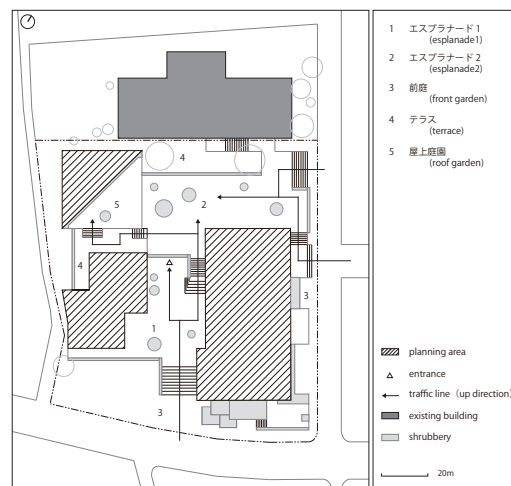 4
5
2
4
3
1
3
1 エスプラナード 1
(esplanade1)
2 エスプラナード 2
(esplanade2)
3 前庭
(front garden)
4 テラス
(terrace)
5 屋上庭園
(roof garden)
planning area
entrance
traffic line（up direction）
existing building
shrubbery
20m